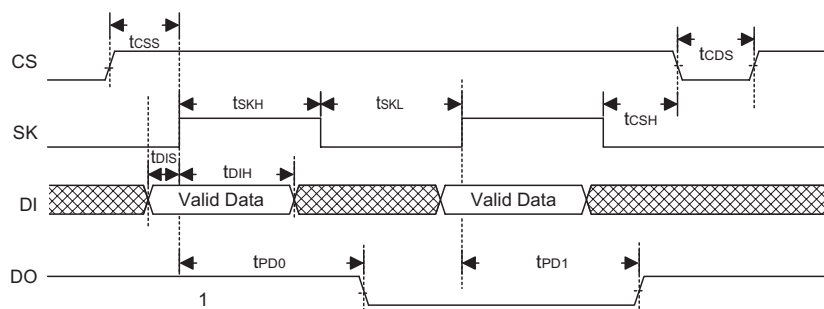 tCSS
tCDS
CS
tSKH
tSKL
tCSH
SK
tDIS
tDIH
DI
Valid Data
Valid Data
tPD0
tPD1
DO
1